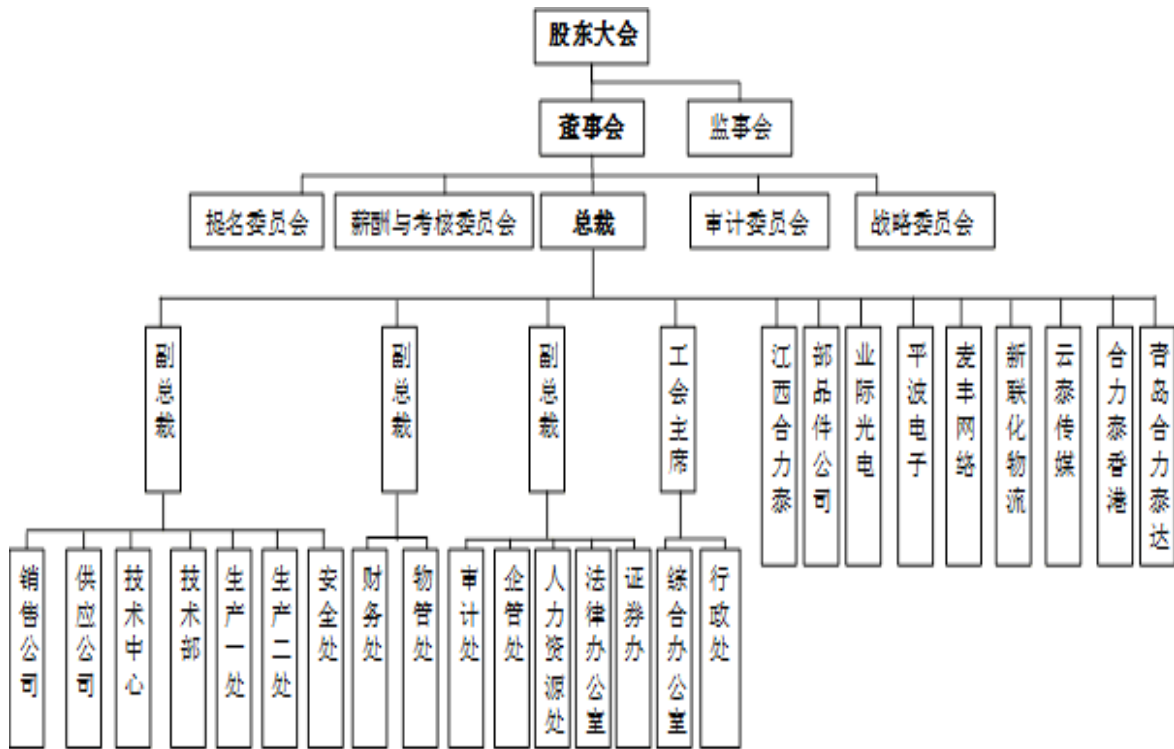 股东大会
董事会
监事会
提名委员会
薪酬与考核委员会
总裁
审计委员会
战略委员会
副总裁
副总裁
副总裁
工会主席
江西合力泰
部品件公司
业际光电
平波电子
麦丰网络
新联化物流
云泰传媒
合力泰香港
青岛合力泰达
销售公司
供应公司
技术中心
技术部
生产一处
生产二处
安全处
财务处
物管处
审计处
企管处
人力资源处
法律办公室
证券办
综合办公室
行政处